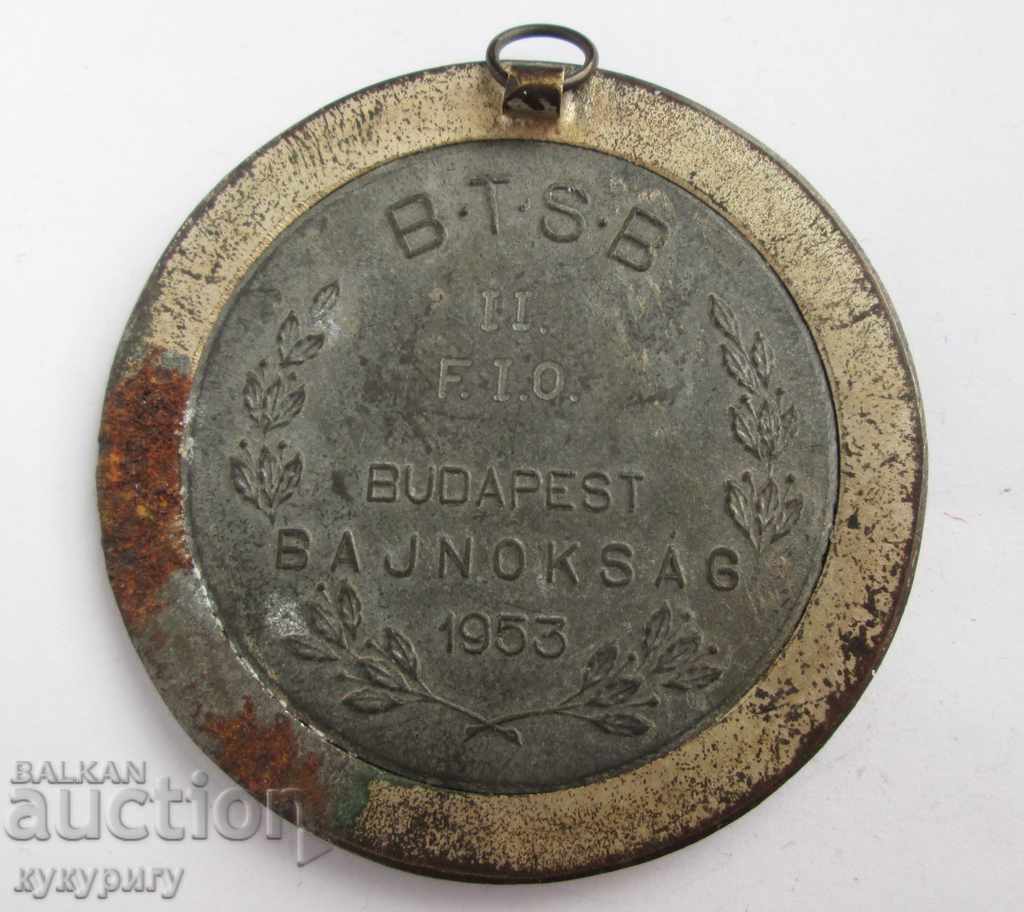 B·T·S·B
II.
F.I.O.
BUDAPEST
BAJNOKSÁG
1953
BALKAN
auction
кукуригу